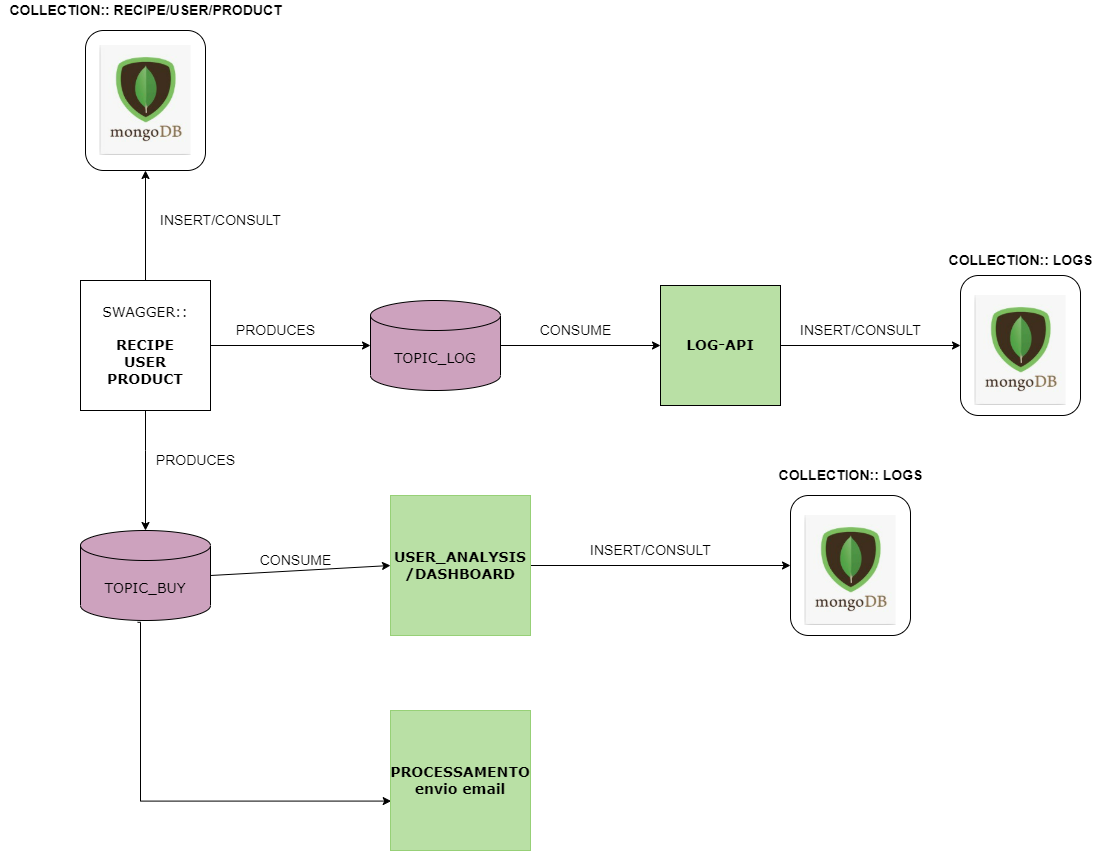 COLLECTION:: RECIPE/USER/PRODUCT
mongoDB
INSERT/CONSULT
SWAGGER::
RECIPE
USER
PRODUCT
PRODUCES
TOPIC_LOG
CONSUME
LOG-API
INSERT/CONSULT
COLLECTION:: LOGS
mongoDB
PRODUCES
TOPIC_BUY
CONSUME
USER_ANALYSIS
/DASHBOARD
INSERT/CONSULT
COLLECTION:: LOGS
mongoDB
PROCESSAMENTO
envio email